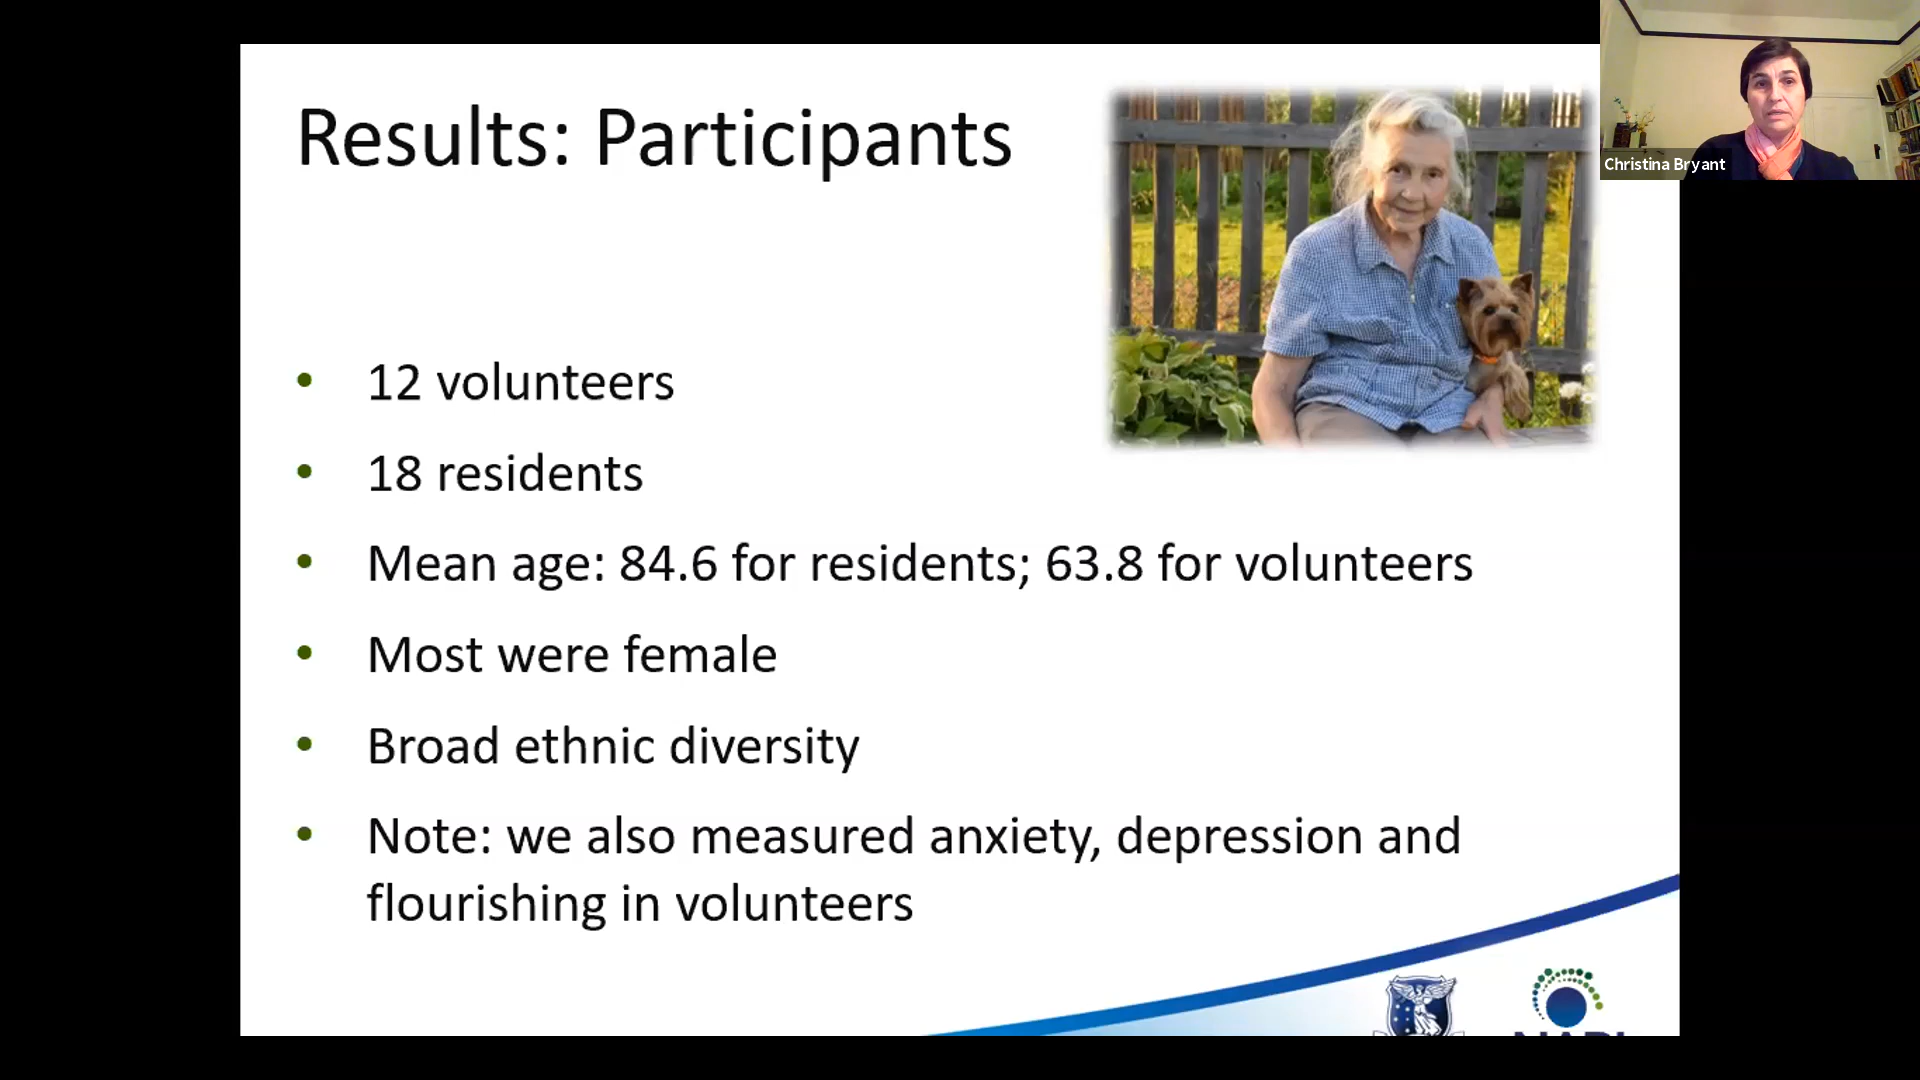 Results: Participants
Christina Bryant
• 12 volunteers
• 18 residents
• Mean age: 84.6 for residents; 63.8 for volunteers
• Most were female
• Broad ethnic diversity
• Note: we also measured anxiety, depression and
flourishing in volunteers